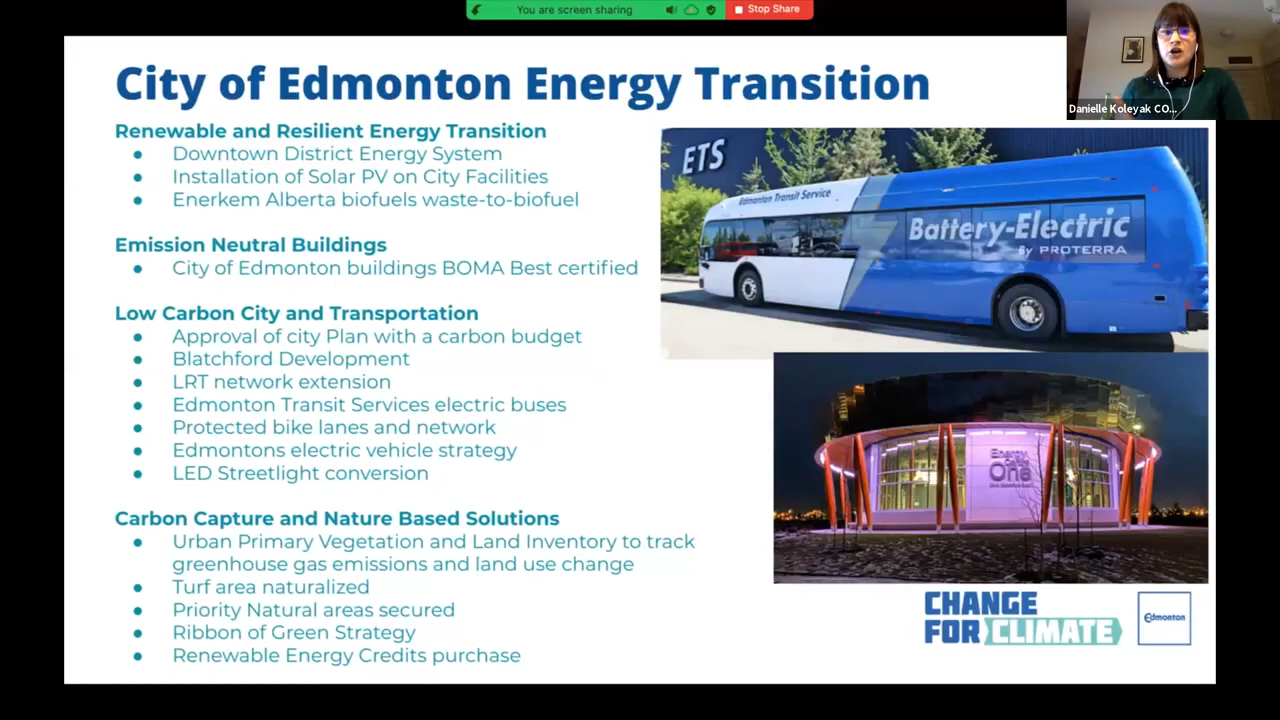 You are screen sharing
Stop Share
Danielle Koleyak CO...
City of Edmonton Energy Transition
Renewable and Resilient Energy Transition
● Downtown District Energy System
● Installation of Solar PV on City Facilities
● Enerkem Alberta biofuels waste-to-biofuel
Emission Neutral Buildings
● City of Edmonton buildings BOMA Best certified
Low Carbon City and Transportation
● Approval of city Plan with a carbon budget
● Blatchford Development
● LRT network extension
● Edmonton Transit Services electric buses
● Protected bike lanes and network
● Edmontons electric vehicle strategy
● LED Streetlight conversion
Carbon Capture and Nature Based Solutions
● Urban Primary Vegetation and Land Inventory to track
greenhouse gas emissions and land use change
● Turf area naturalized
● Priority Natural areas secured
● Ribbon of Green Strategy
● Renewable Energy Credits purchase
ETS
Edmonton Transit Service
Battery-Electric
By PROTERRA
Energy
One
CHANGE
FOR CLIMATE
Edmonton